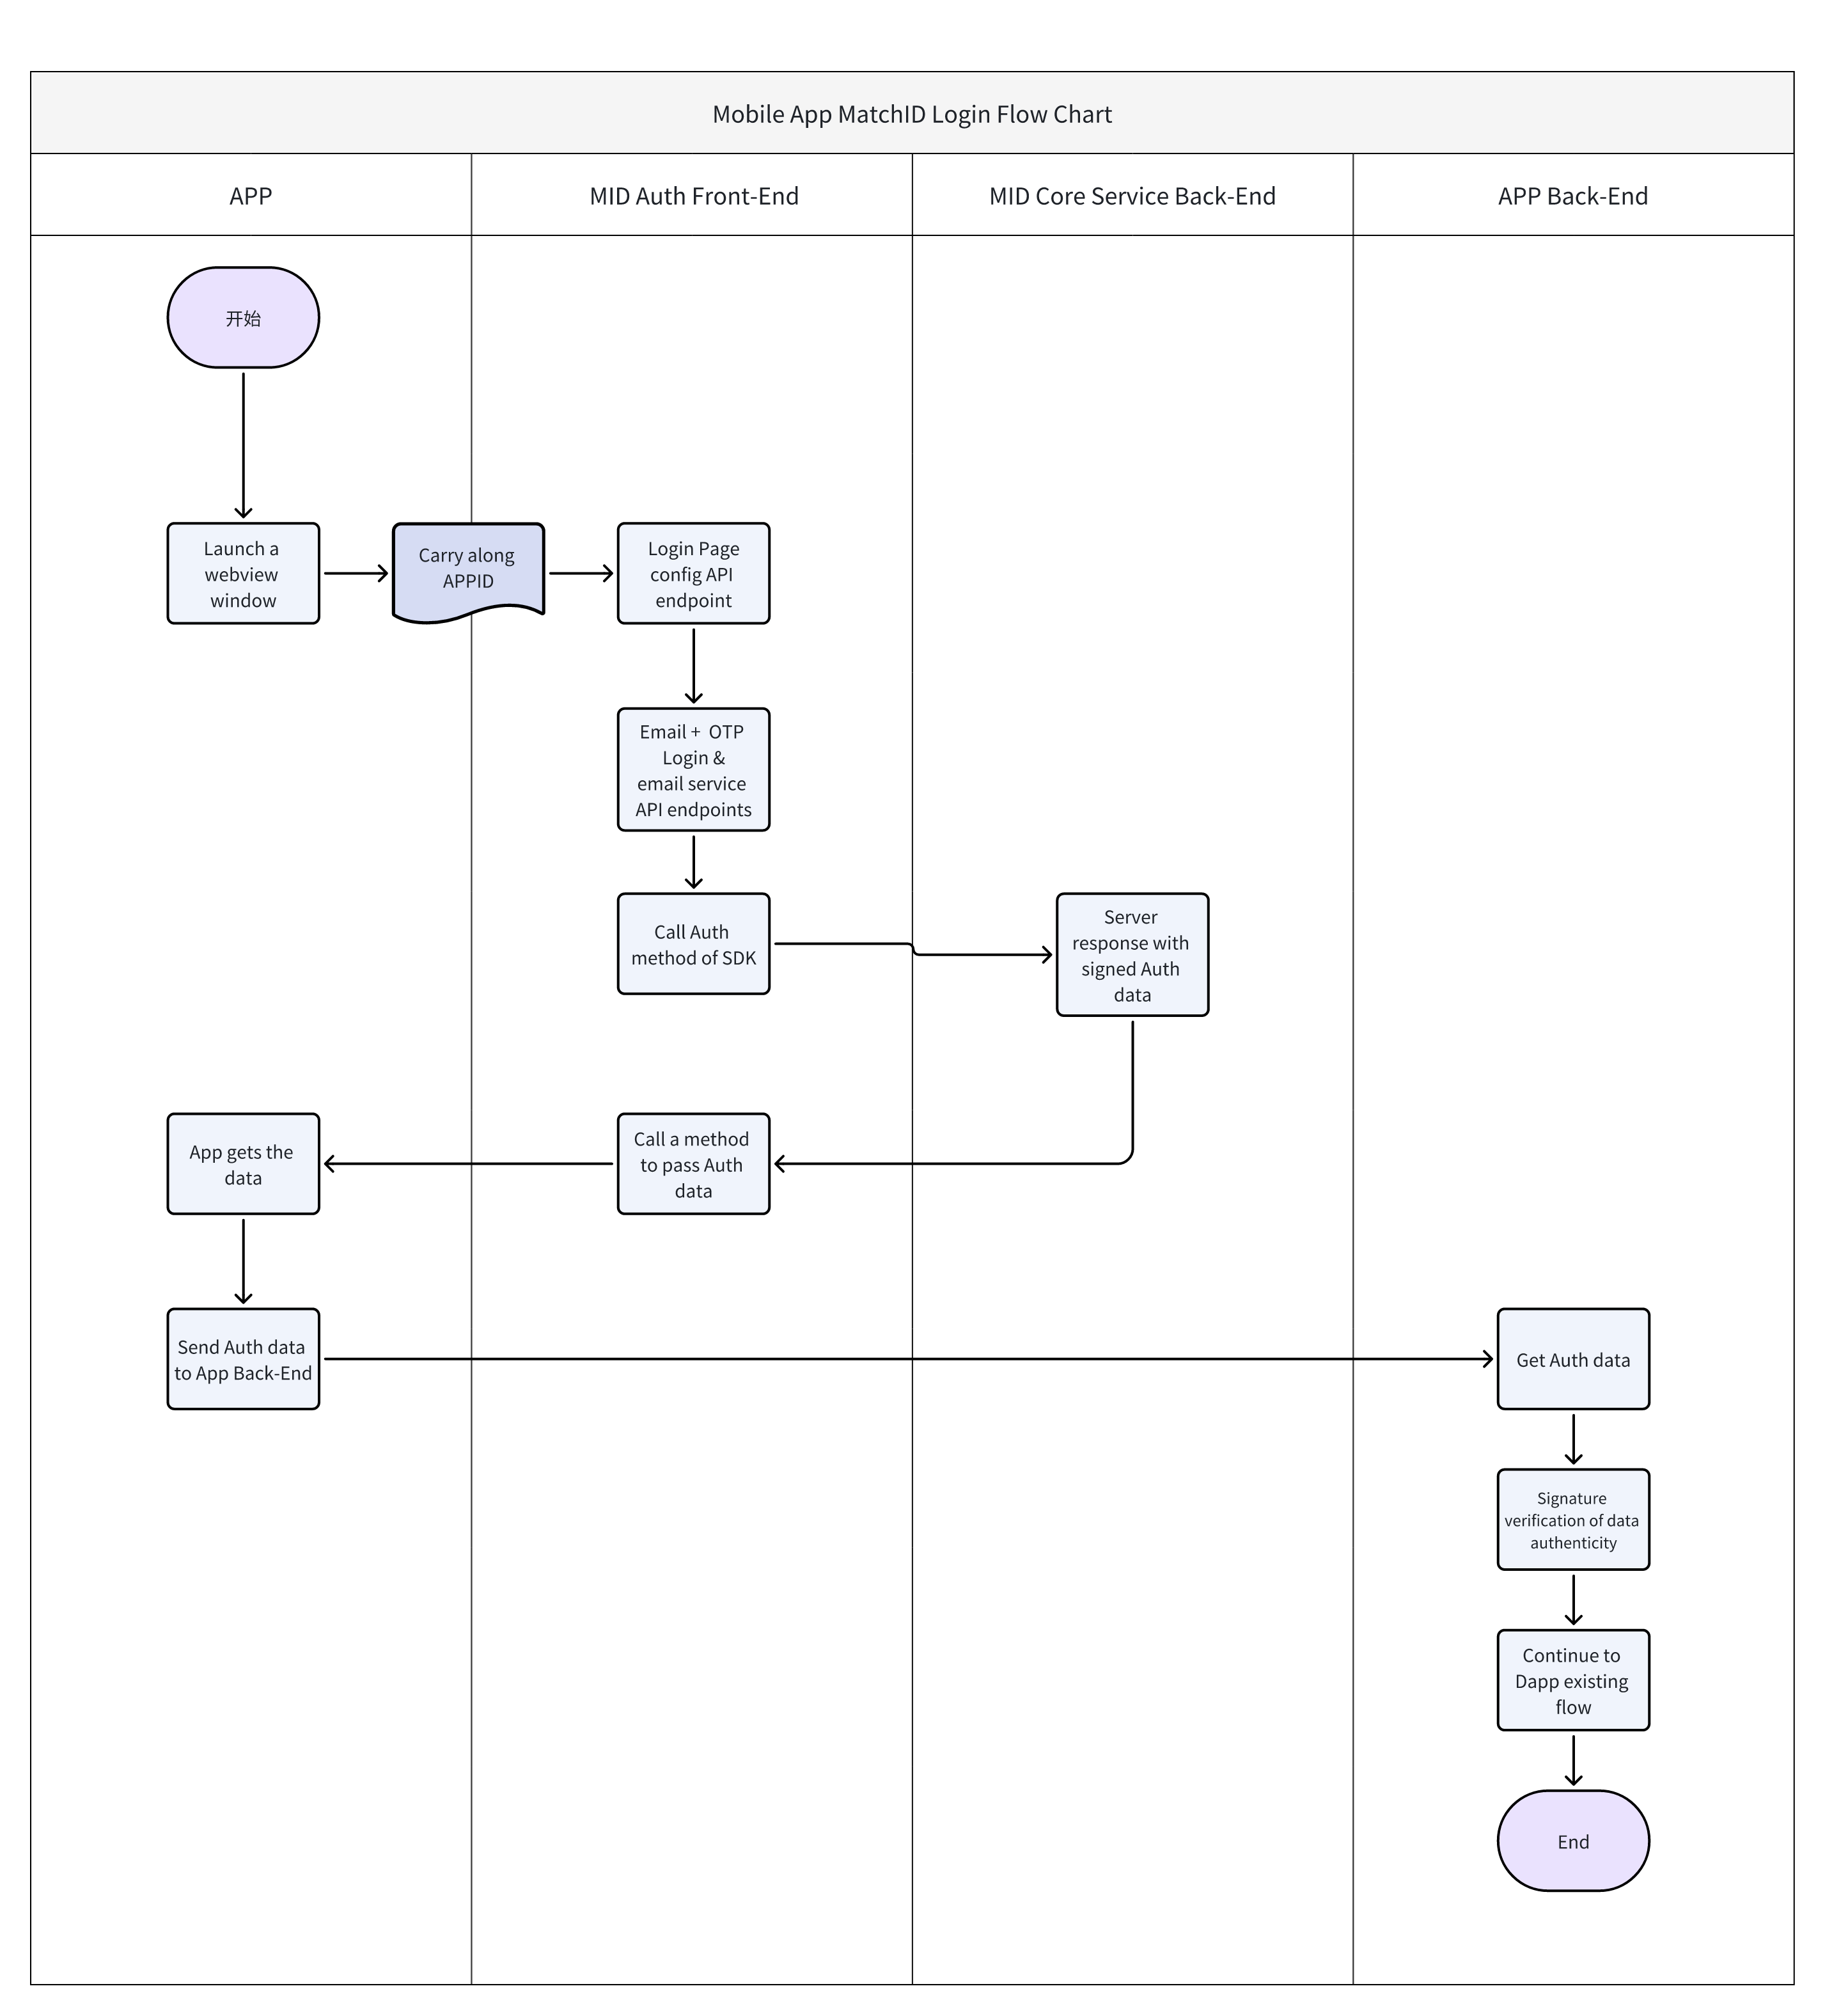 Mobile App MatchID Login Flow Chart
APP
MID Auth Front-End
MID Core Service Back-End
APP Back-End
开始
Launch a
webview
window
Carry along
APPID
Login Page
config API
endpoint
Email + OTP
Login &
email service
API endpoints
Call Auth
method of SDK
Server
response with
signed Auth
data
App gets the
data
Call a method
to pass Auth
data
Send Auth data
to App Back-End
Get Auth data
Signature
verification of data
authenticity
Continue to
Dapp existing
flow
End